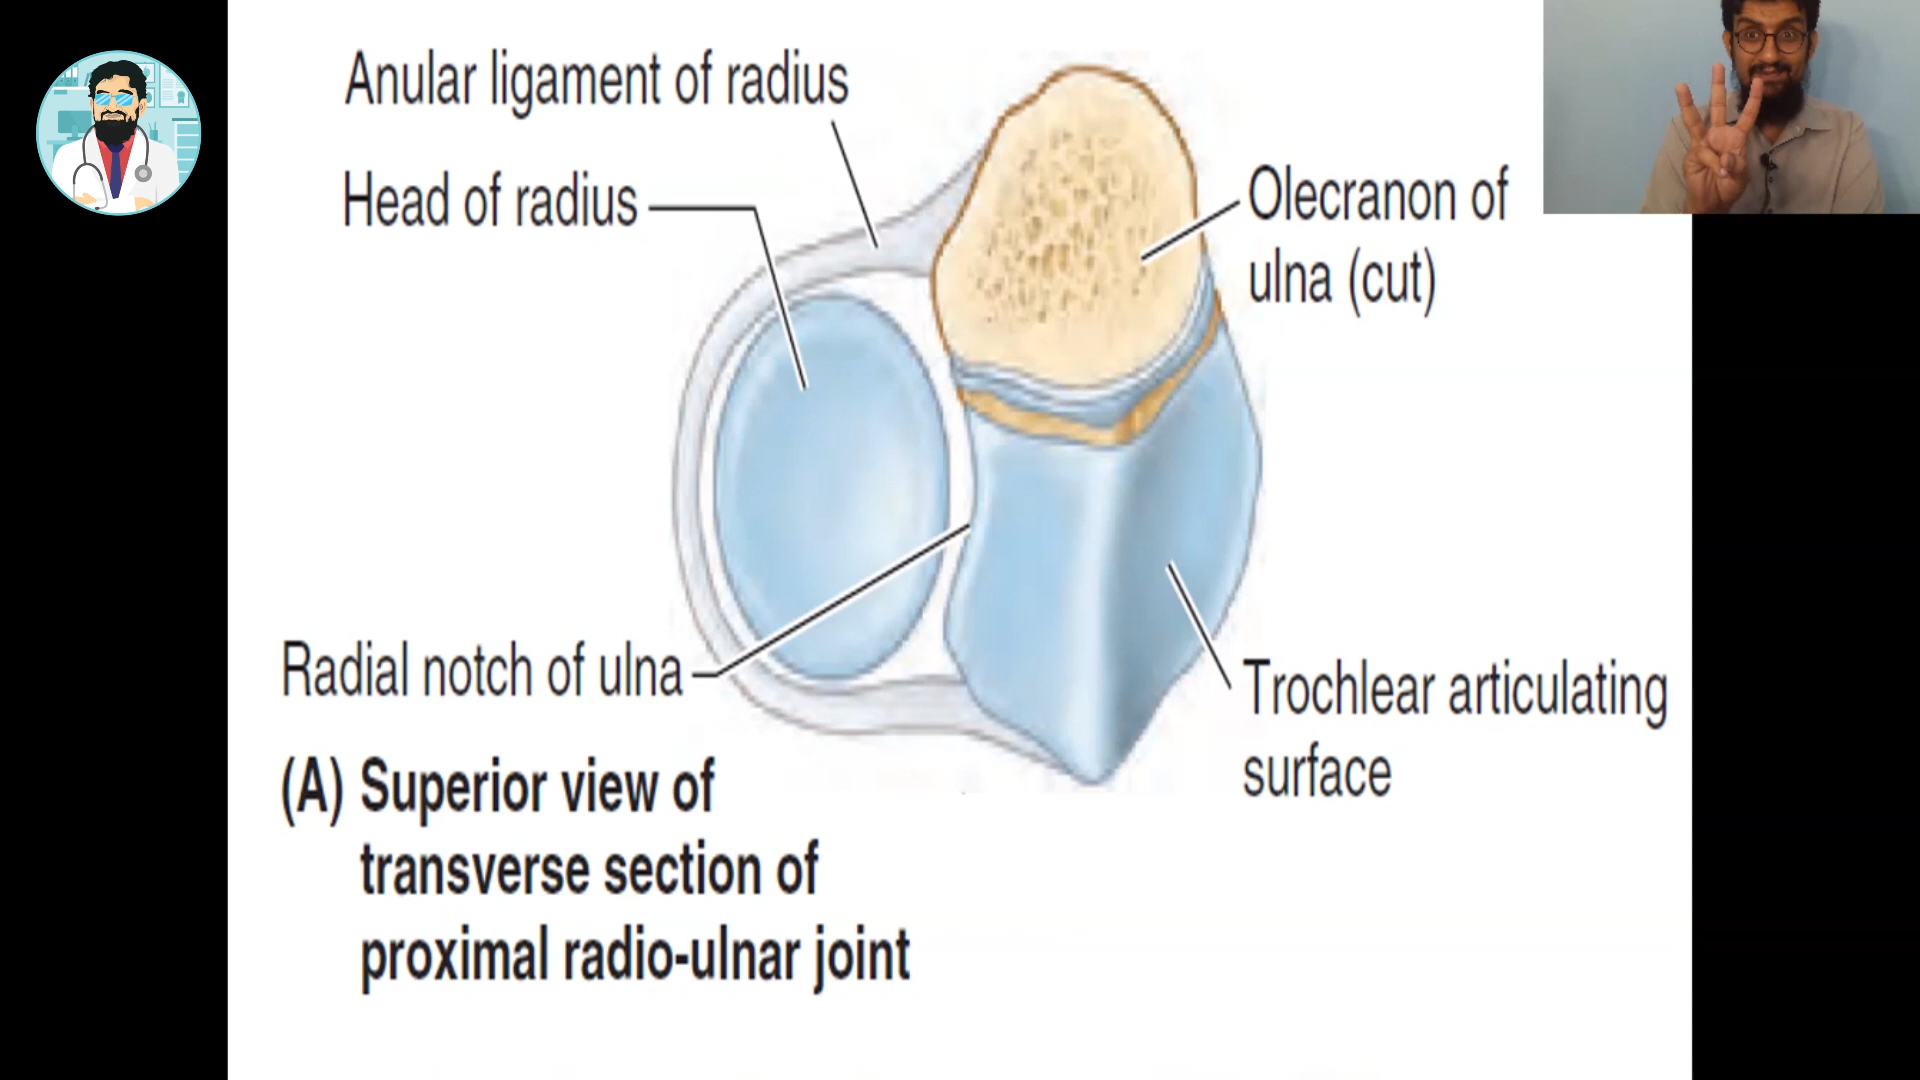 Anular ligament of radius
Head of radius
Olecranon of
ulna (cut)
Radial notch of ulna
Trochlear articulating
surface
(A) Superior view of
transverse section of
proximal radio-ulnar joint